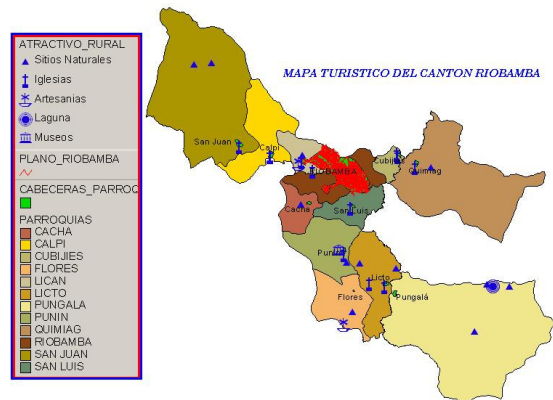 ATRACTIVO_RURAL
Sitios Naturales
Iglesias
Artesanias
Laguna
Museos
PLANO_RIOBAMBA
CABECERAS_PARROQ
PARROQUIAS
CACHA
CALPI
CUBIJIES
FLORES
LICAN
LICTO
PUNGALA
PUNIN
QUIMIAG
RIOBAMBA
SAN JUAN
SAN LUIS
MAPA TURISTICO DEL CANTON RIOBAMBA
San Juan
Calpi
Cubijies
Quimiag
RIOBAMBA
Cacha
San Luis
Punin
Licto
Flores
Pungalá